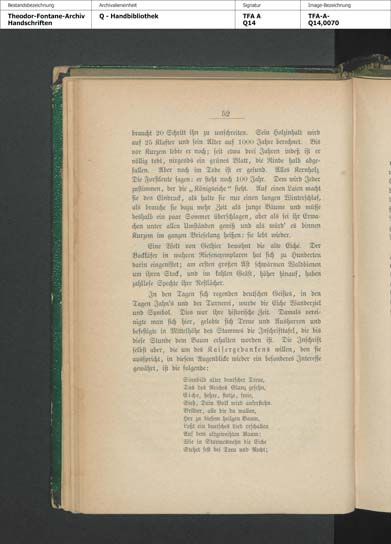 Bestandsbezeichnung
Archivalieneinheit
Signatur
Image-Bezeichnung
Theodor-Fontane-Archiv
Handschriften
Q - Handbibliothek
TFA A
Q14
TFA-A-
Q14,0070
52
braucht 20 Schritt ihn zu umschreiten. Sein Holzinhalt wird
auf 25 Klafter und sein Alter auf 1000 Jahre berechnet. Bis
vor Kurzem lebte er noch; seit etwa drei Jahren indeß ist er
völlig todt, nirgends ein grünes Blatt, die Rinde halb abge-
fallen. Aber noch im Tode ist er gesund. Alles Kernholz.
Die Forstleute sagen: er steht noch 100 Jahr. Dem wird Jeder
zustimmen, der die „Königseiche“ sieht. Auf einen Laien macht
sie den Eindruck, als halte sie nur einen langen Winterschlaf,
als brauche sie dazu mehr Zeit als junge Bäume und müsse
deshalb ein paar Sommer überschlagen, aber als sei ihr Erwa-
chen unter allen Umständen gewiß und als würd' es binnen
Kurzem im ganzen Brieselang heißen: sie lebt wieder.
Eine Welt von Gethier bewohnt die alte Eiche. Der
Bockkäfer in wahren Riesenexemplaren hat sich zu Hunderten
darin eingenistet; am ersten großen Ast schwärmen Waldbienen
um ihren Stock, und im kahlen Geäst, höher hinauf, haben
zahllose Spechte ihre Nestlöcher.
In den Tagen sich regenden deutschen Geistes, in den
Tagen Jahn's und der Turnerei, wurde die Eiche Wanderziel
und Symbol. Dies war ihre historische Zeit. Damals verei-
nigte man sich hier, gelobte sich Treue und Ausharren und
befestigte in Mittelhöhe des Stammes die Inschrifttafel, die bis
diese Stunde dem Baum erhalten worden ist. Die Inschrift
selbst aber, die um des Kaisergedankens willen, den sie
ausspricht, in diesem Augenblick wieder ein besonderes Interesse
gewährt, ist die folgende:
Sinnbild alter deutscher Treue,
Das des Reiches Glanz gesehn,
Eiche, hehre, stolze, freie,
Sieh, Dein Volk wird auferstehn.
Brüder, alle die da wallen,
Her zu diesem heilgen Baum,
Laßt ein deutsches Lied erschallen
Auf dem altgeweihten Raum:
Wie im Sturmeswehn die Eiche
Stehet fest bei Treu und Recht;